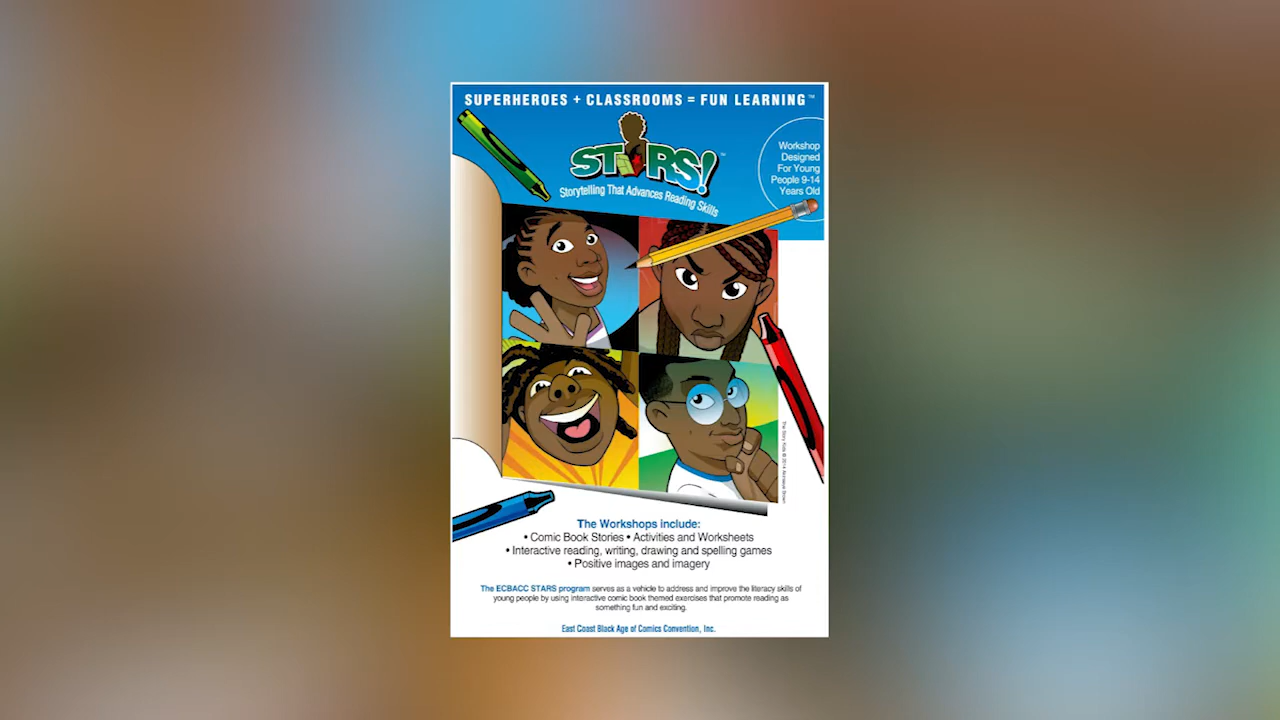 SUPERHEROES + CLASSROOMS = FUN LEARNING™
STARS!™
Storytelling That Advances Reading Skills
Workshop
Designed
For Young
People 9-14
Years Old
The Workshops include:
• Comic Book Stories • Activities and Worksheets
• Interactive reading, writing, drawing and spelling games
• Positive images and imagery
The ECBACC STARS program serves as a vehicle to address and improve the literacy skills of
young people by using interactive comic book themed exercises that promote reading as
something fun and exciting.
East Coast Black Age of Comics Convention, Inc.